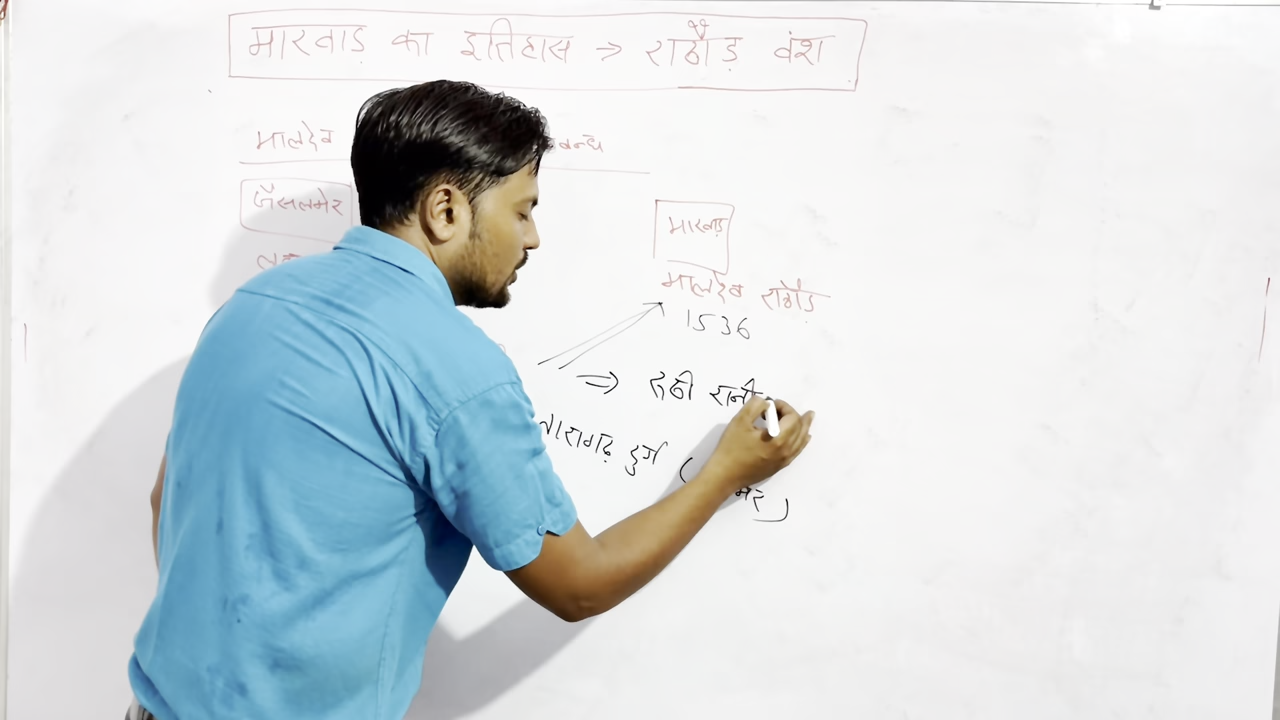 मारवाड़ का इतिहास → राठौड़ वंश
मालदेव
जैसलमेर
मारवाड़
मालदेव राठौड़
1536
⇒ रुठी रानी
तारागढ़ दुर्ग (